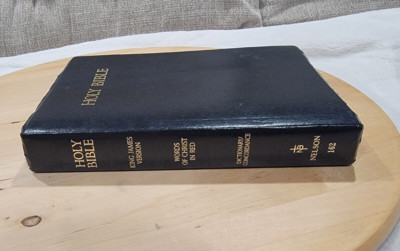 HOLY BIBLE
HOLY
BIBLE
KING JAMES
VERSION
WORDS
OF CHRIST
IN RED
DICTIONARY/
CONCORDANCE
NELSON
162